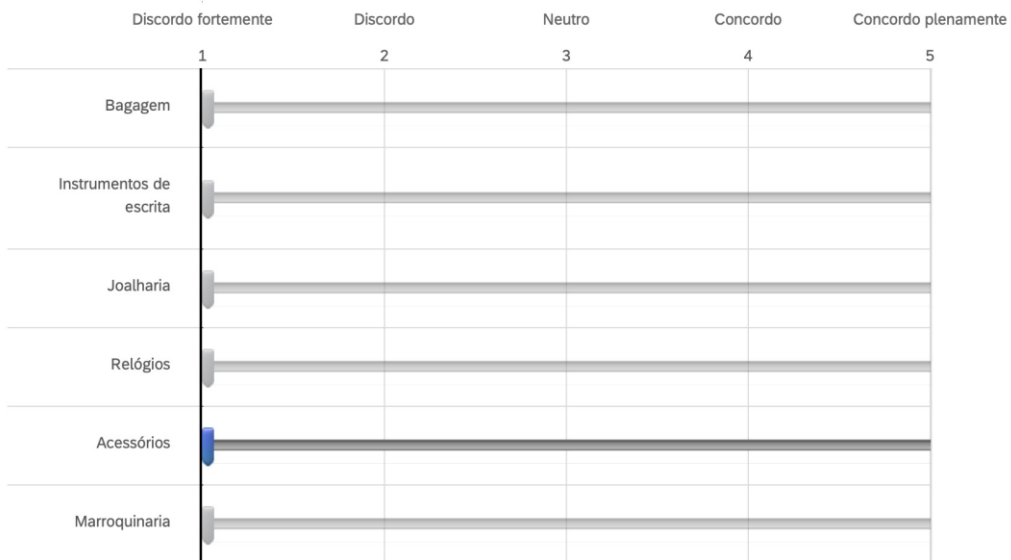 Discordo fortemente Discordo Neutro Concordo Concordo plenamente
1 2 3 4 5
Bagagem
Instrumentos de
escrita
Joalharia
Relógios
Acessórios
Marroquinaria